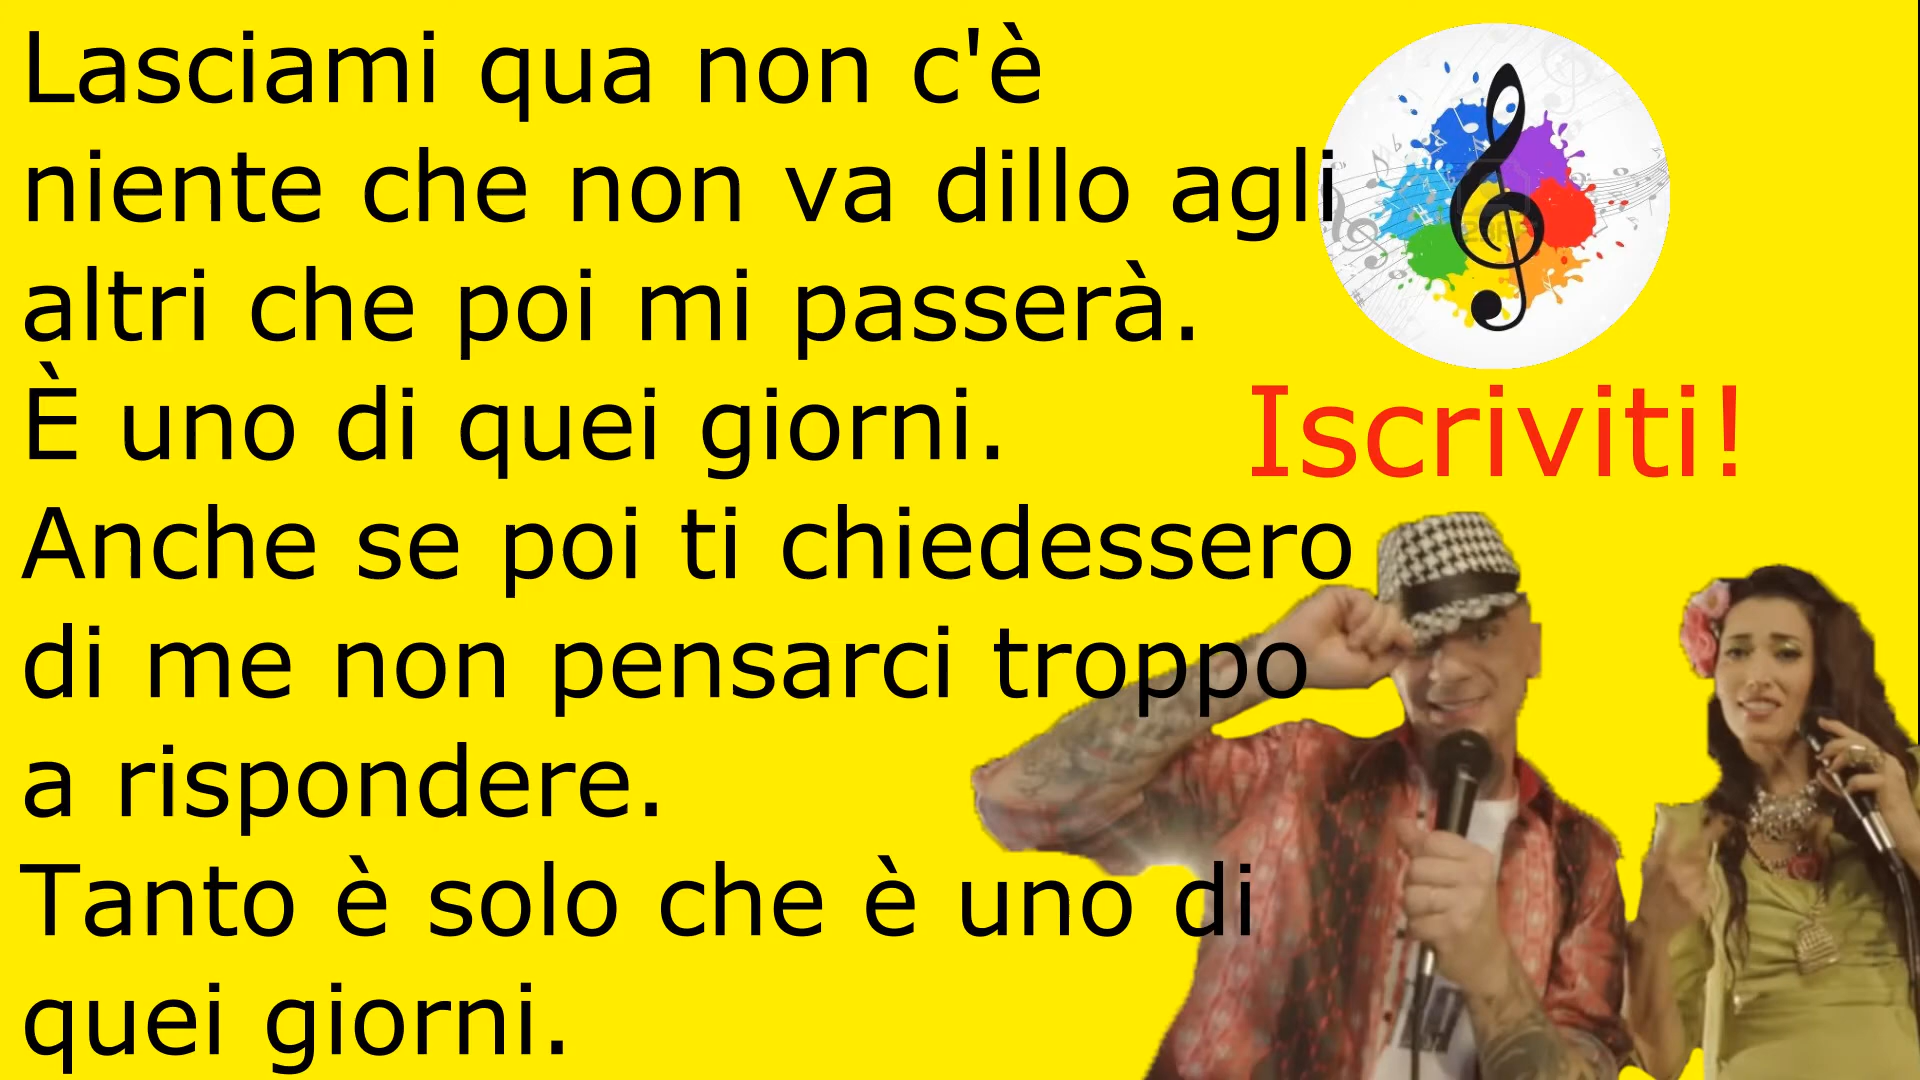 Lasciami qua non c'è
niente che non va dillo agli
altri che poi mi passerà.
È uno di quei giorni.
Anche se poi ti chiedessero
di me non pensarci troppo
a rispondere.
Tanto è solo che è uno di
quei giorni.
Iscriviti!